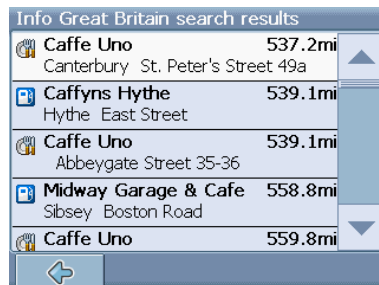 Info Great Britain search results
Caffe Uno 537.2mi
Canterbury St. Peter's Street 49a
Caffyns Hythe 539.1mi
Hythe East Street
Caffe Uno 539.1mi
Abbeygate Street 35-36
Midway Garage & Cafe 558.8mi
Sibsey Boston Road
Caffe Uno 559.8mi